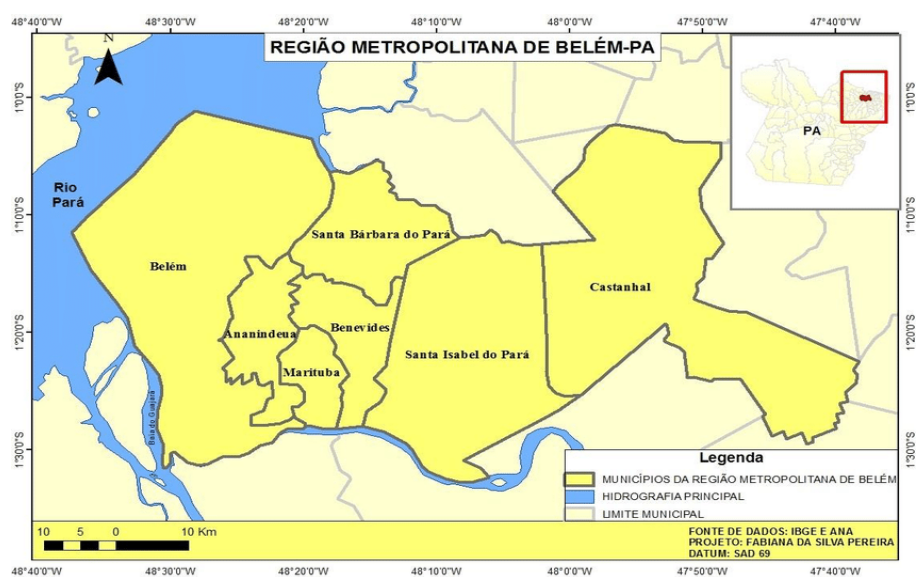 48°40'0"W 48°30'0"W 48°20'0"W 48°10'0"W 48°0'0"W 47°50'0"W 47°40'0"W
N
REGIÃO METROPOLITANA DE BELÉM-PA
1°0'0"S
1°0'0"S
PA
Rio
Pará
1°10'0"S
1°10'0"S
Santa Bárbara do Pará
Belém
Castanhal
1°20'0"S
1°20'0"S
Ananindeua
Benevides
Santa Isabel do Pará
Marituba
Baia do Guajará
1°30'0"S
1°30'0"S
Legenda
MUNICÍPIOS DA REGIÃO METROPOLITANA DE BELÉM
HIDROGRAFIA PRINCIPAL
LIMITE MUNICIPAL
10 5 0 10 Km
FONTE DE DADOS: IBGE E ANA
PROJETO: FABIANA DA SILVA PEREIRA
DATUM: SAD 69
48°40'0"W 48°30'0"W 48°20'0"W 48°10'0"W 48°0'0"W 47°50'0"W 47°40'0"W